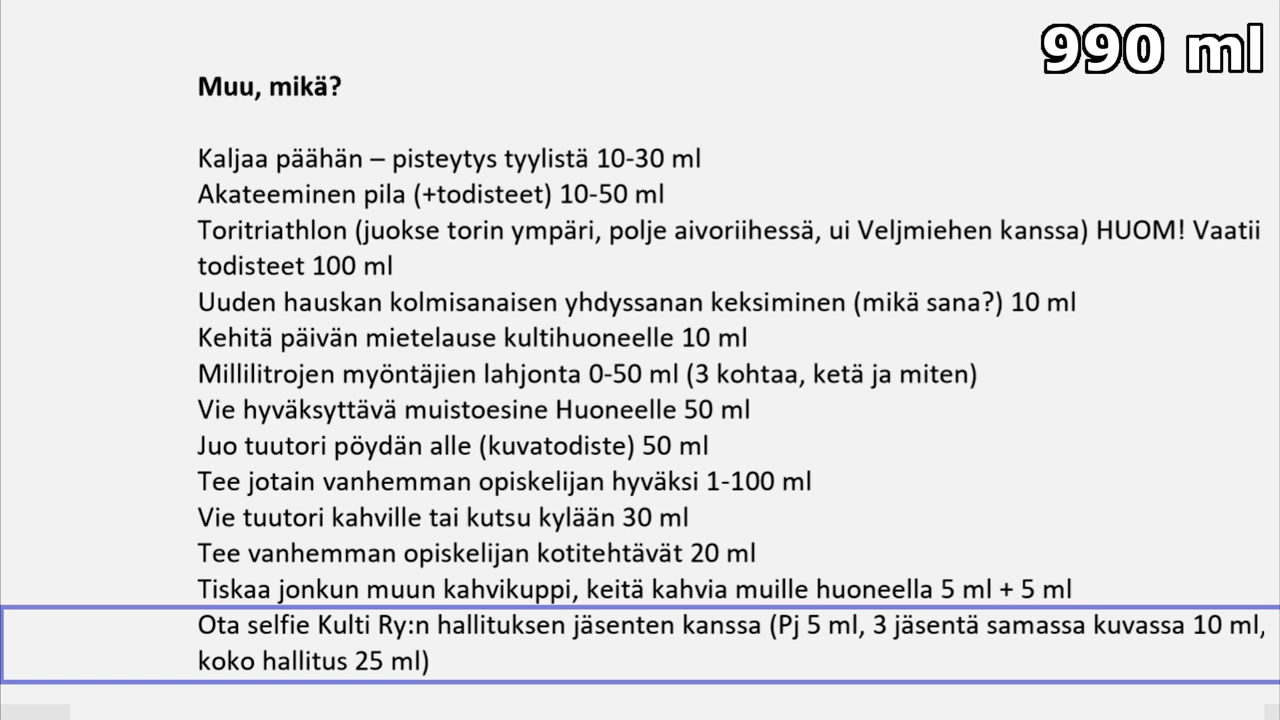 990 ml
Muu, mikä?
Kaljaa päähän – pisteytys tyylistä 10-30 ml
Akateeminen pila (+todisteet) 10-50 ml
Toritriathlon (juokse torin ympäri, polje aivoriihessä, ui Veljmiehen kanssa) HUOM! Vaatii
todisteet 100 ml
Uuden hauskan kolmisanaisen yhdyssanan keksiminen (mikä sana?) 10 ml
Kehitä päivän mietelause kultihuoneelle 10 ml
Millilitrojen myöntäjien lahjonta 0-50 ml (3 kohtaa, ketä ja miten)
Vie hyväksyttävä muistoesine Huoneelle 50 ml
Juo tuutori pöydän alle (kuvatodiste) 50 ml
Tee jotain vanhemman opiskelijan hyväksi 1-100 ml
Vie tuutori kahville tai kutsu kylään 30 ml
Tee vanhemman opiskelijan kotitehtävät 20 ml
Tiskaa jonkun muun kahvikuppi, keitä kahvia muille huoneella 5 ml + 5 ml
Ota selfie Kulti Ry:n hallituksen jäsenten kanssa (Pj 5 ml, 3 jäsentä samassa kuvassa 10 ml,
koko hallitus 25 ml)